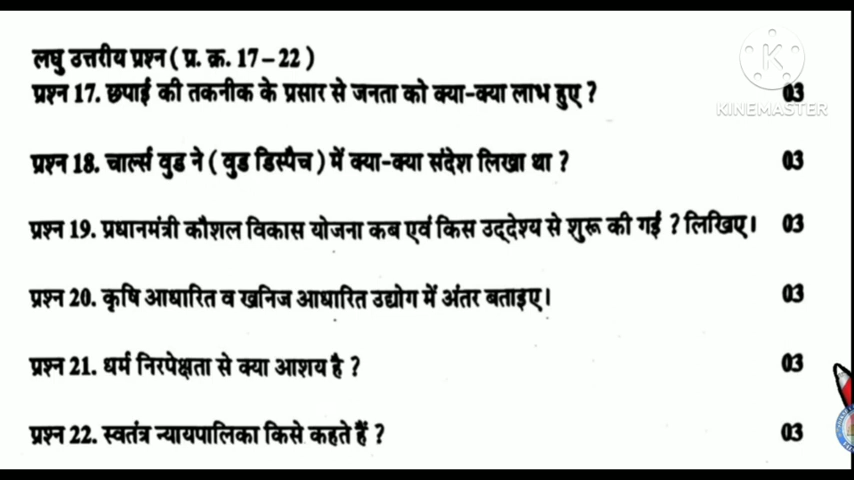 लघु उत्तरीय प्रश्न ( प्र. क्र. 17 – 22 )
प्रश्न 17. छपाई की तकनीक के प्रसार से जनता को क्या-क्या लाभ हुए ? 03
KINEMASTER
प्रश्न 18. चार्ल्स वुड ने ( वुड डिस्पैच ) में क्या-क्या संदेश लिखा था ? 03
प्रश्न 19. प्रधानमंत्री कौशल विकास योजना कब एवं किस उद्देश्य से शुरू की गई ? लिखिए। 03
प्रश्न 20. कृषि आधारित व खनिज आधारित उद्योग में अंतर बताइए। 03
प्रश्न 21. धर्म निरपेक्षता से क्या आशय है ? 03
प्रश्न 22. स्वतंत्र न्यायपालिका किसे कहते हैं ? 03